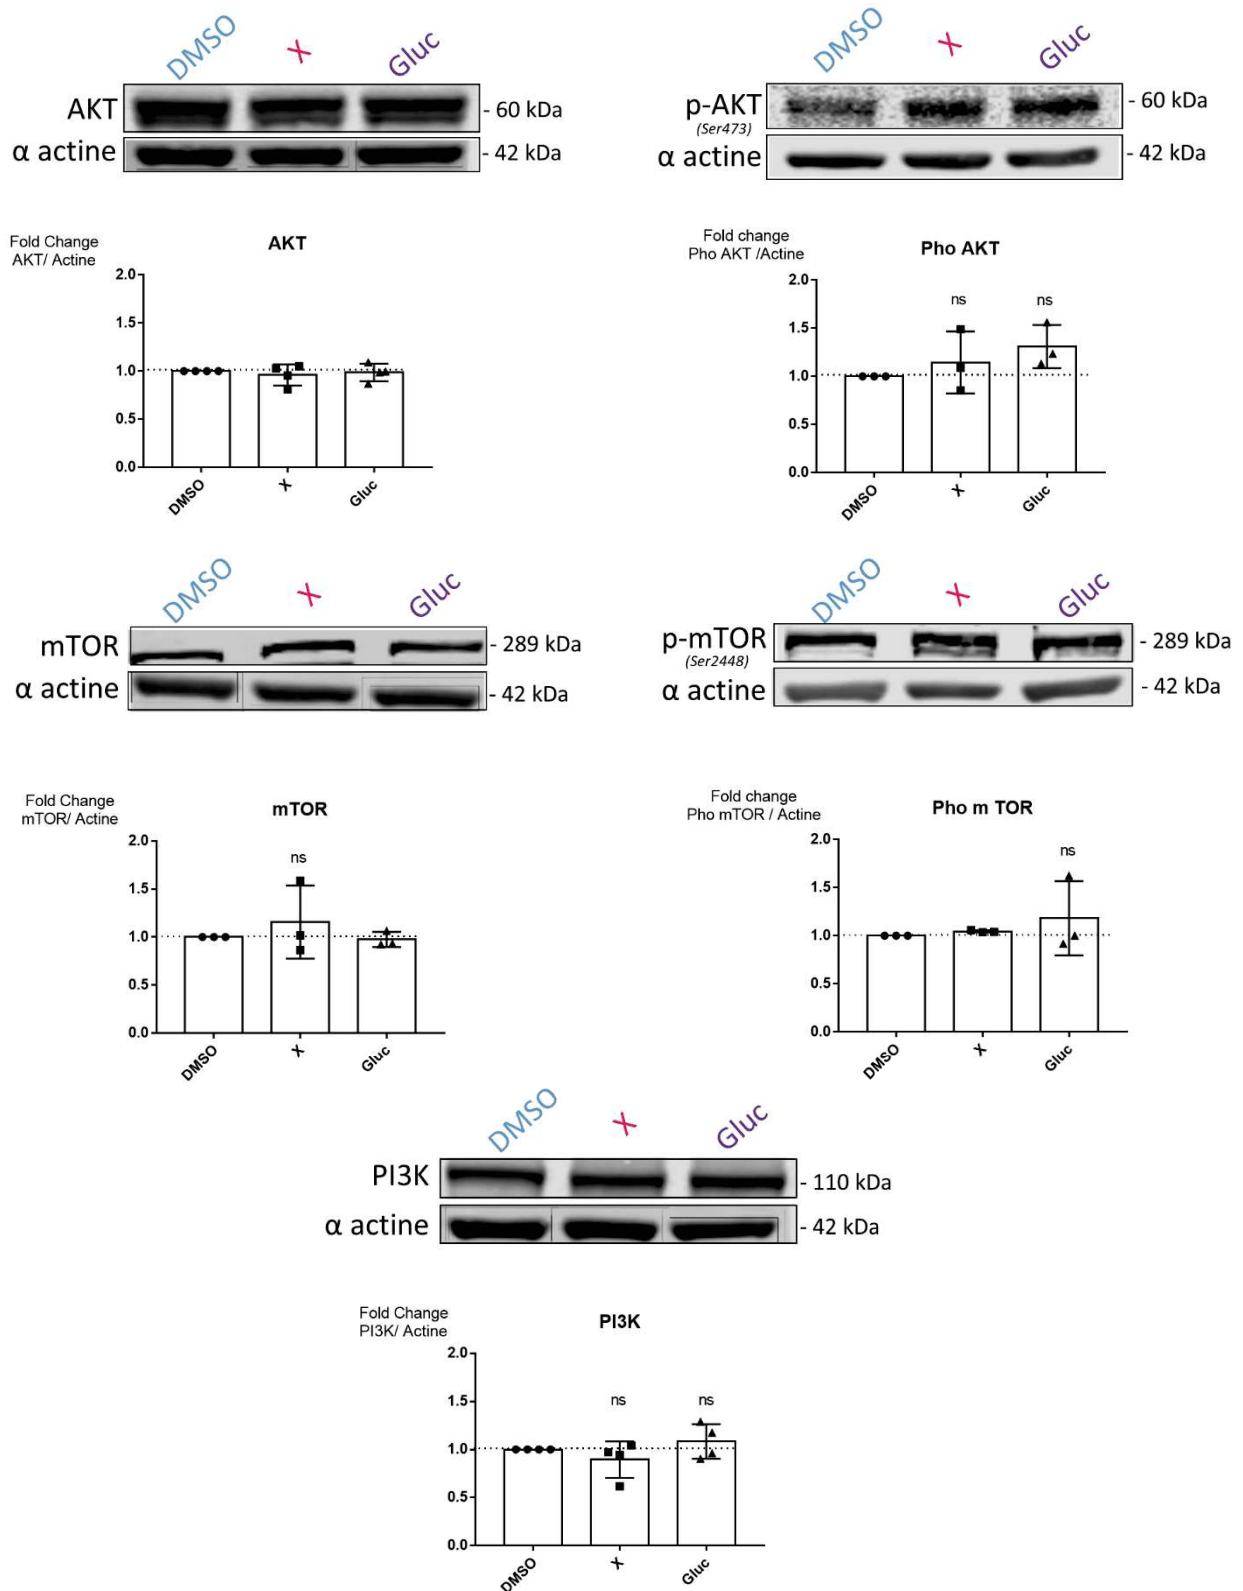 DMSO X Gluc
AKT - 60 kDa
α actine - 42 kDa
DMSO X Gluc
p-AKT - 60 kDa
(Ser473)
α actine - 42 kDa
Fold Change
AKT/ Actine
AKT
2.0
1.5
1.0
0.5
0.0
DMSO X Gluc
Fold change
Pho AKT /Actine
Pho AKT
2.0
ns ns
1.5
1.0
0.5
0.0
DMSO X Gluc
DMSO X Gluc
mTOR - 289 kDa
α actine - 42 kDa
DMSO X Gluc
p-mTOR - 289 kDa
(Ser2448)
α actine - 42 kDa
Fold Change
mTOR/ Actine
mTOR
2.0
ns
1.5
1.0
0.5
0.0
DMSO X Gluc
Fold change
Pho mTOR / Actine
Pho m TOR
2.0
ns
1.5
1.0
0.5
0.0
DMSO X Gluc
DMSO X Gluc
PI3K - 110 kDa
α actine - 42 kDa
Fold Change
PI3K/ Actine
PI3K
2.0
1.5
ns ns
1.0
0.5
0.0
DMSO X Gluc